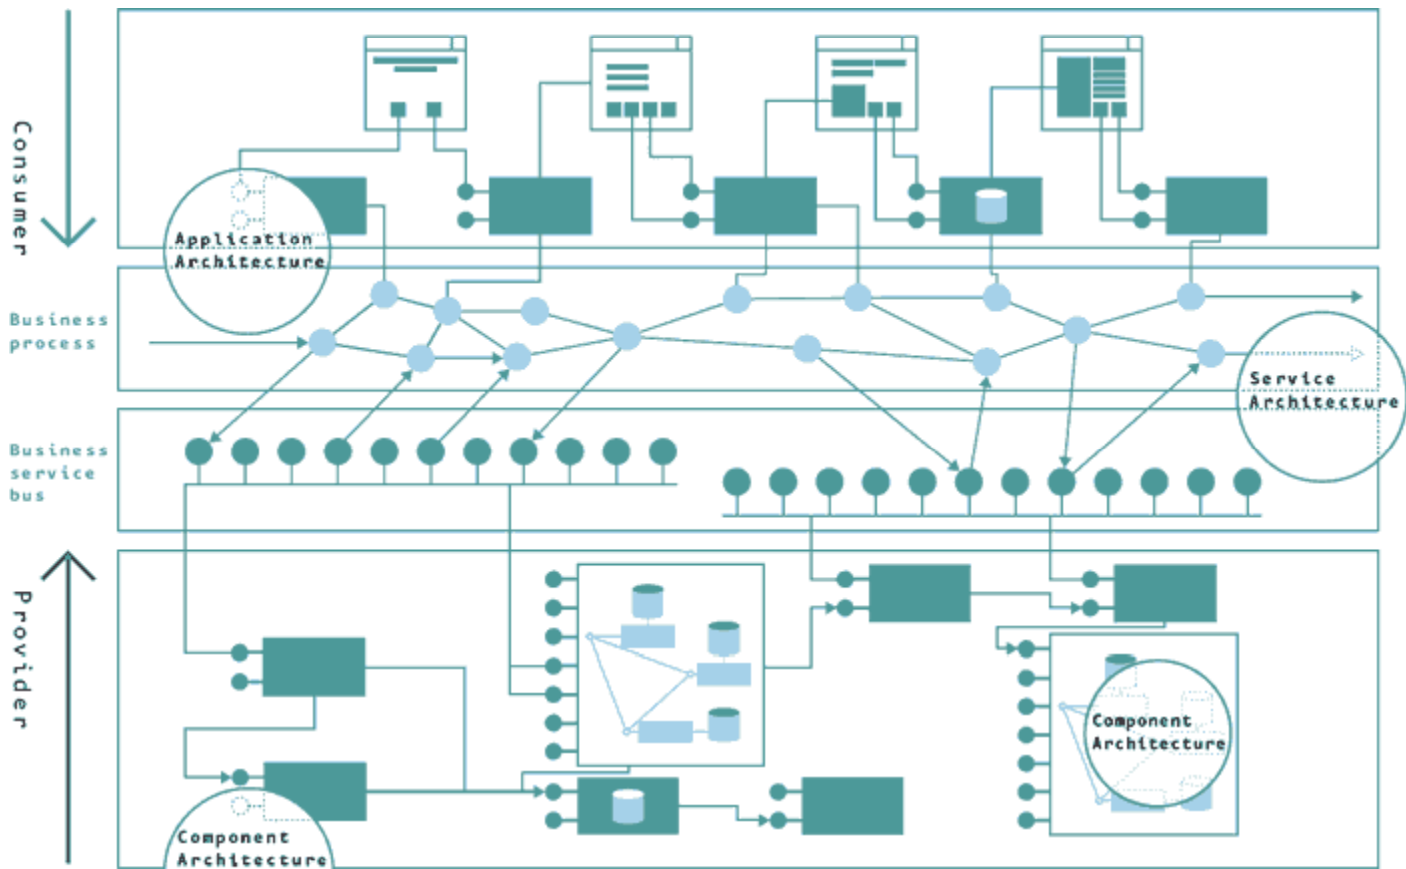 Consumer
Application
Architecture
Business
process
Service
Architecture
Business
service
bus
Provider
Component
Architecture
Component
Architecture